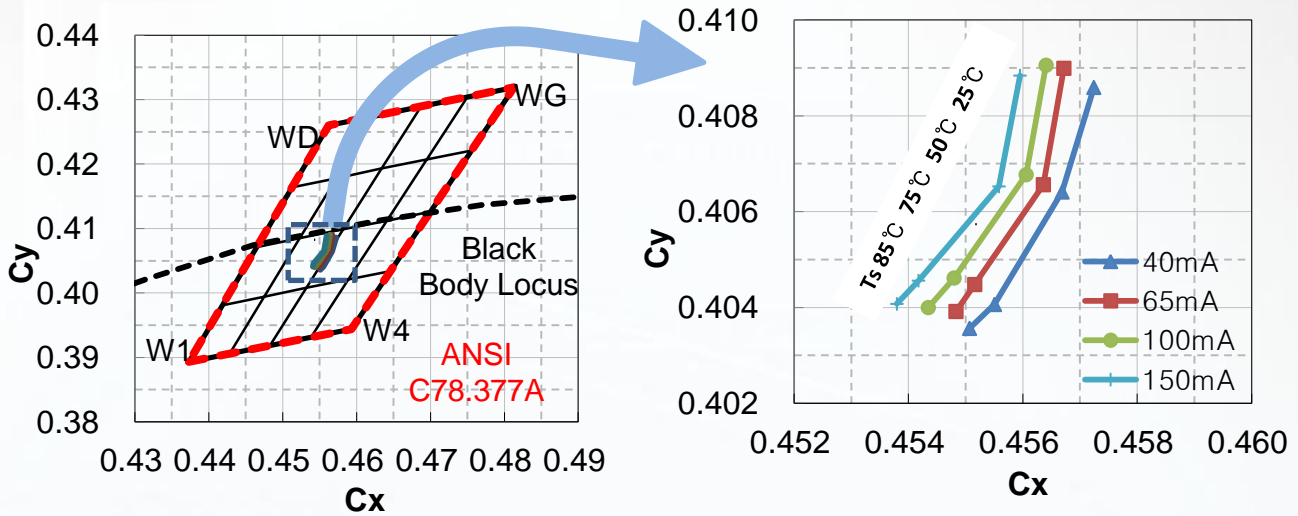 0.44
0.43
0.42
0.41
0.40
0.39
0.38
Cy
WD
WG
W1
W4
Black
Body Locus
ANSI
C78.377A
0.43 0.44 0.45 0.46 0.47 0.48 0.49
Cx
0.410
0.408
0.406
0.404
0.402
Cy
Ts 85℃ 75℃ 50℃ 25℃
40mA
65mA
100mA
150mA
0.452 0.454 0.456 0.458 0.460
Cx